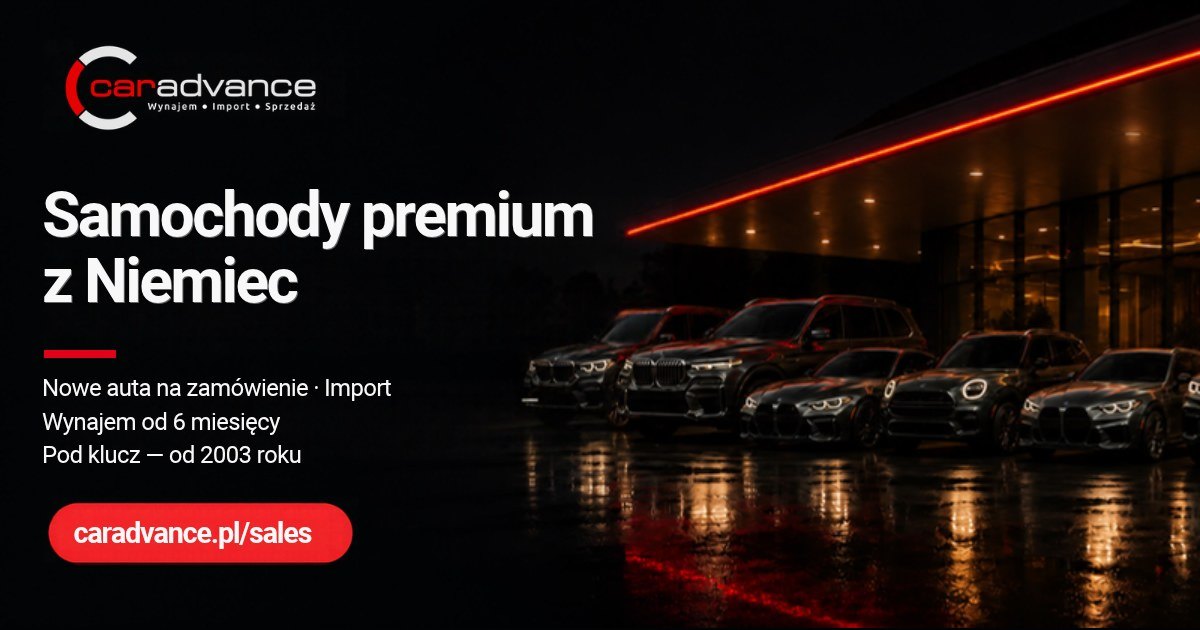 caradvance
Wynajem • Import • Sprzedaż
Samochody premium
z Niemiec
Nowe auta na zamówienie · Import
Wynajem od 6 miesięcy
Pod klucz — od 2003 roku
caradvance.pl/sales